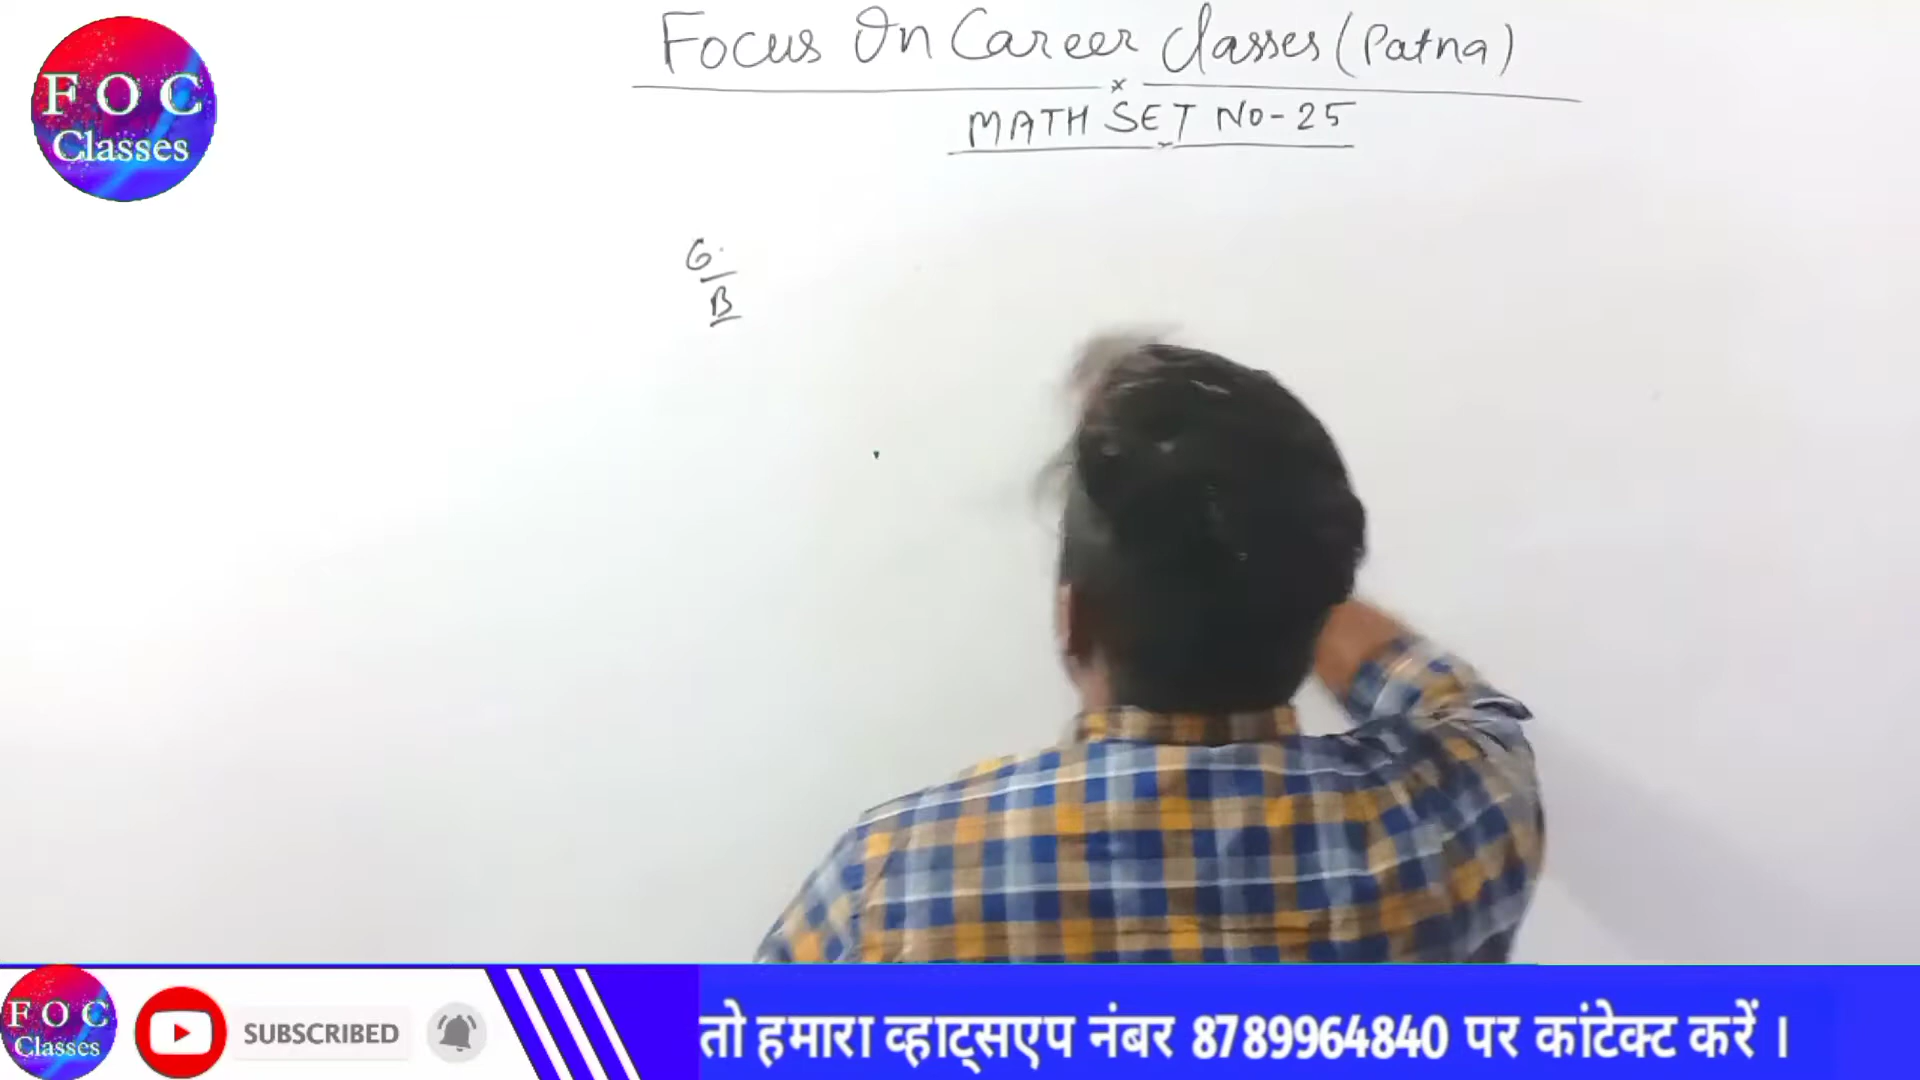 Focus On Career Classes (Patna)
MATH SET NO-25
F O C
Classes
G.
B
F O C
Classes
SUBSCRIBED
तो हमारा व्हाट्सएप नंबर 8789964840 पर कांटेक्ट करें ।